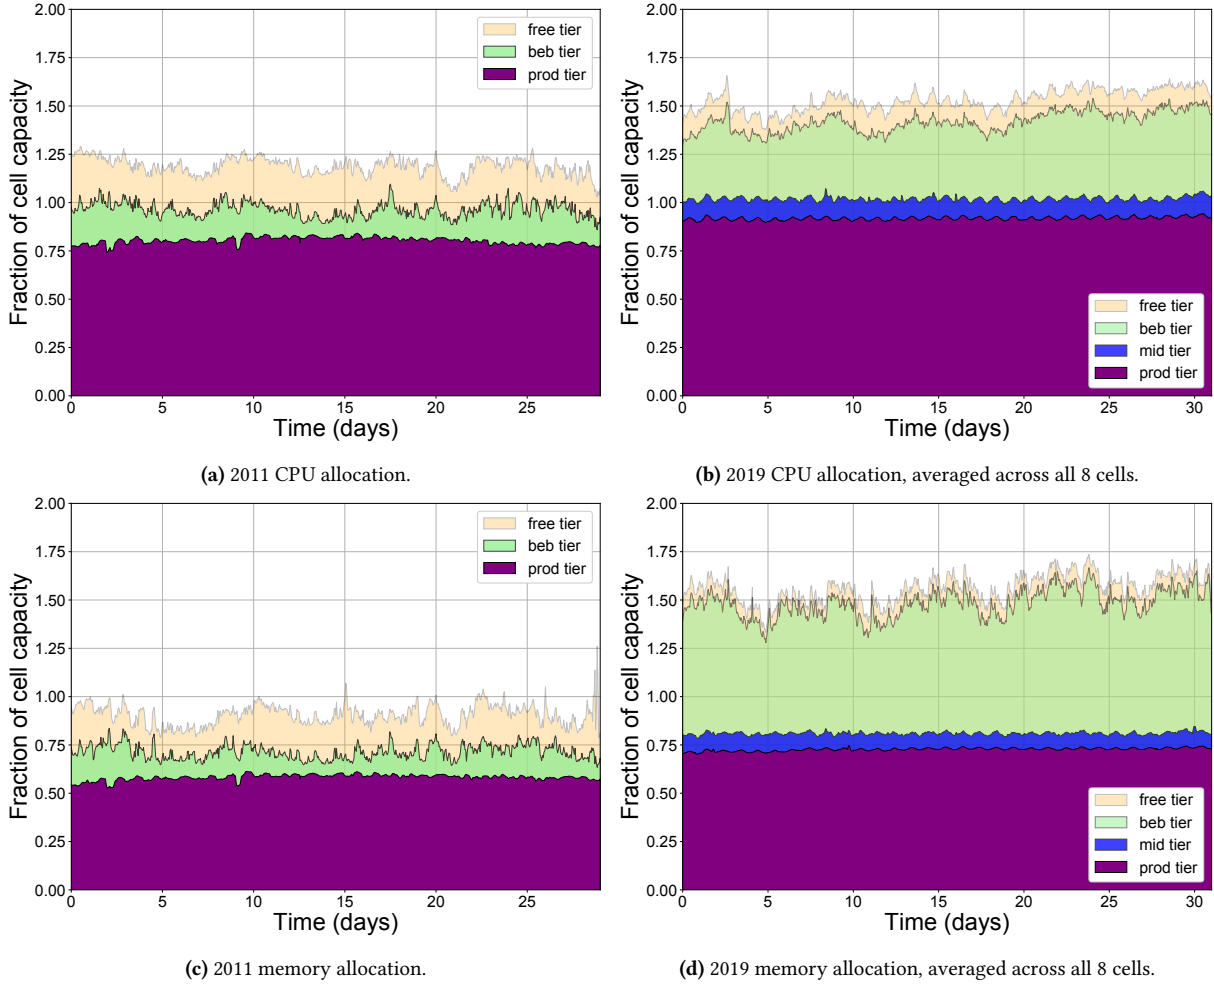 Fraction of cell capacity
2.00
1.75
1.50
1.25
1.00
0.75
0.50
0.25
0.00
free tier
beb tier
prod tier
0 5 10 15 20 25
Time (days)
(a) 2011 CPU allocation.
Fraction of cell capacity
2.00
1.75
1.50
1.25
1.00
0.75
0.50
0.25
0.00
free tier
beb tier
mid tier
prod tier
0 5 10 15 20 25 30
Time (days)
(b) 2019 CPU allocation, averaged across all 8 cells.
Fraction of cell capacity
2.00
1.75
1.50
1.25
1.00
0.75
0.50
0.25
0.00
free tier
beb tier
prod tier
0 5 10 15 20 25
Time (days)
(c) 2011 memory allocation.
Fraction of cell capacity
2.00
1.75
1.50
1.25
1.00
0.75
0.50
0.25
0.00
free tier
beb tier
mid tier
prod tier
0 5 10 15 20 25 30
Time (days)
(d) 2019 memory allocation, averaged across all 8 cells.